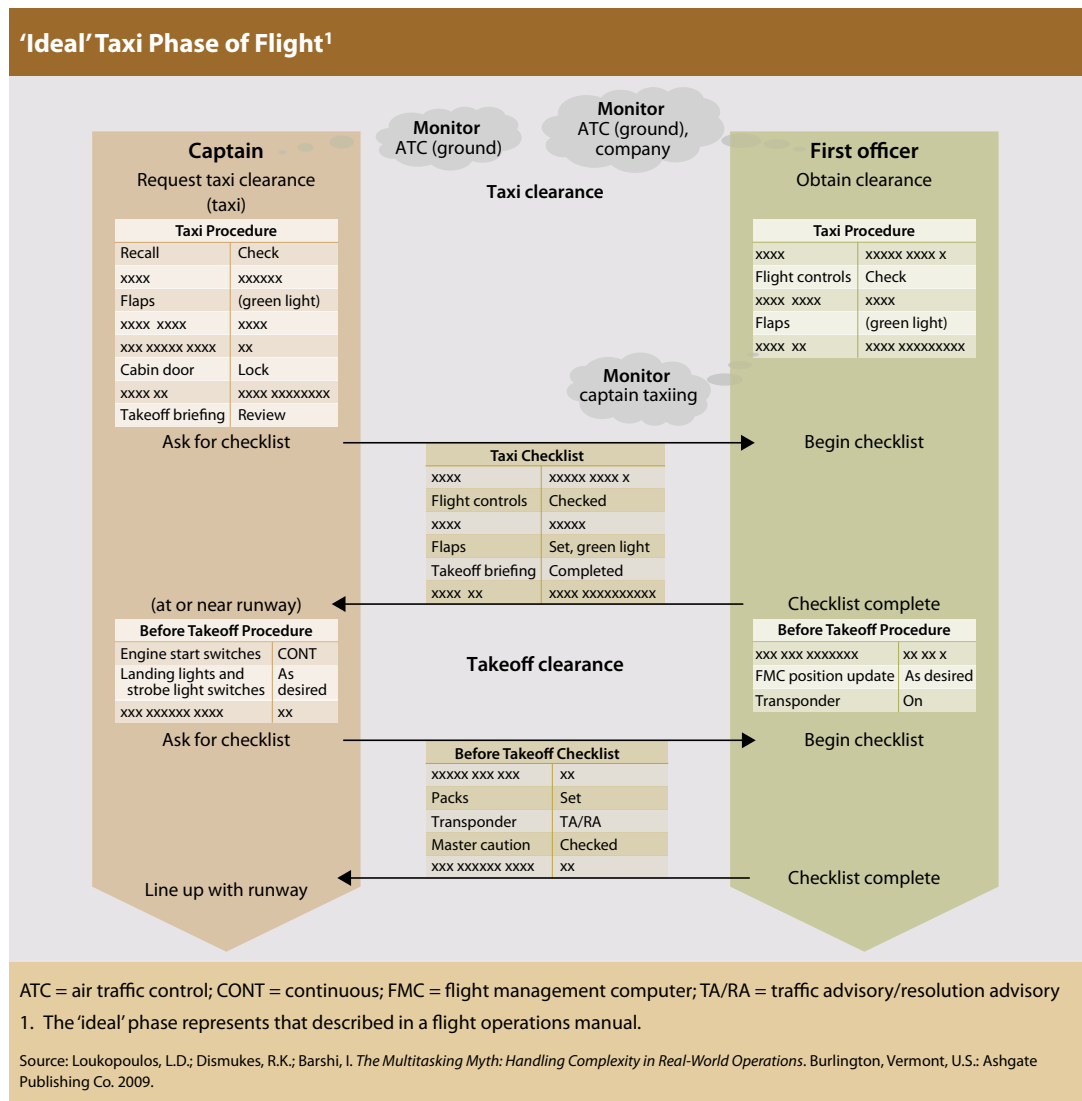 ‘Ideal’ Taxi Phase of Flight1
Monitor
ATC (ground)
Monitor
ATC (ground),
company
Captain
Request taxi clearance
(taxi)
Taxi clearance
First officer
Obtain clearance
Taxi Procedure
Recall Check
xxxx xxxxxx
Flaps (green light)
xxxx xxxx xxxx
xxx xxxxx xxxx xx
Cabin door Lock
xxxx xx xxxx xxxxxxxx
Takeoff briefing Review
Taxi Procedure
xxxx xxxxx xxxx x
Flight controls Check
xxxx xxxx xxxx
Flaps (green light)
xxxx xx xxxx xxxxxxxxx
Monitor
captain taxiing
Ask for checklist
Begin checklist
Taxi Checklist
xxxx xxxxx xxxx x
Flight controls Checked
xxxx xxxxx
Flaps Set, green light
Takeoff briefing Completed
xxxx xx xxxx xxxxxxxxxx
(at or near runway)
Checklist complete
Before Takeoff Procedure
Engine start switches CONT
Landing lights and As
strobe light switches desired
xxx xxxxxx xxxx xx
Takeoff clearance
Before Takeoff Procedure
xxx xxx xxxxxxx xx xx x
FMC position update As desired
Transponder On
Ask for checklist
Begin checklist
Before Takeoff Checklist
xxxxx xxx xxx xx
Packs Set
Transponder TA/RA
Master caution Checked
xxx xxxxxx xxxx xx
Line up with runway
Checklist complete
ATC = air traffic control; CONT = continuous; FMC = flight management computer; TA/RA = traffic advisory/resolution advisory
1. The ‘ideal’ phase represents that described in a flight operations manual.
Source: Loukopoulos, L.D.; Dismukes, R.K.; Barshi, I. The Multitasking Myth: Handling Complexity in Real-World Operations. Burlington, Vermont, U.S.: Ashgate
Publishing Co. 2009.